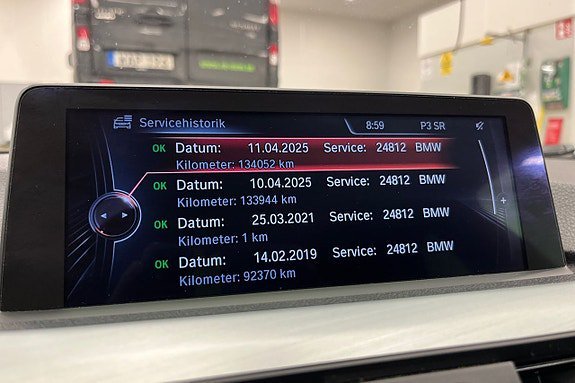 Servicehistorik
8:59
P3 SR
OK Datum: 11.04.2025 Service: 24812 BMW
Kilometer: 134052 km
OK Datum: 10.04.2025 Service: 24812 BMW
Kilometer: 133944 km
OK Datum: 25.03.2021 Service: 24812 BMW
Kilometer: 1 km
OK Datum: 14.02.2019 Service: 24812 BMW
Kilometer: 92370 km